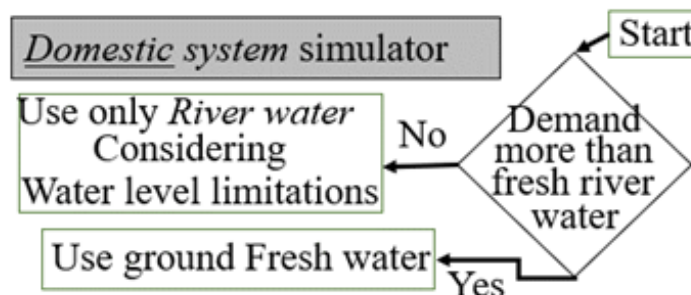 Domestic system simulator
Start
Use only River water
Considering
Water level limitations
No
Demand
more than
fresh river
water
Use ground Fresh water
Yes